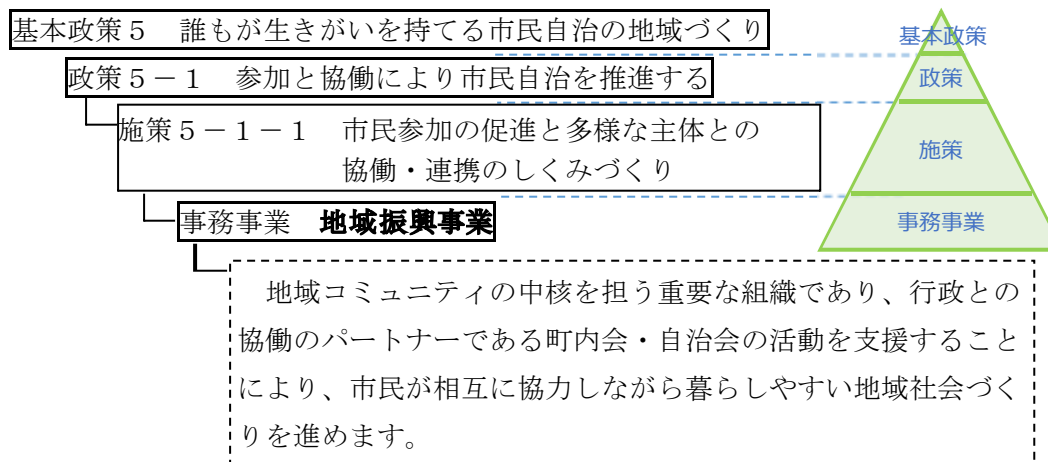 基本政策５　誰もが生きがいを持てる市民自治の地域づくり
政策５－１　参加と協働により市民自治を推進する
施策５－１－１　市民参加の促進と多様な主体との
協働・連携のしくみづくり
事務事業　地域振興事業
地域コミュニティの中核を担う重要な組織であり、行政との
協働のパートナーである町内会・自治会の活動を支援すること
により、市民が相互に協力しながら暮らしやすい地域社会づく
りを進めます。
基本政策
政策
施策
事務事業